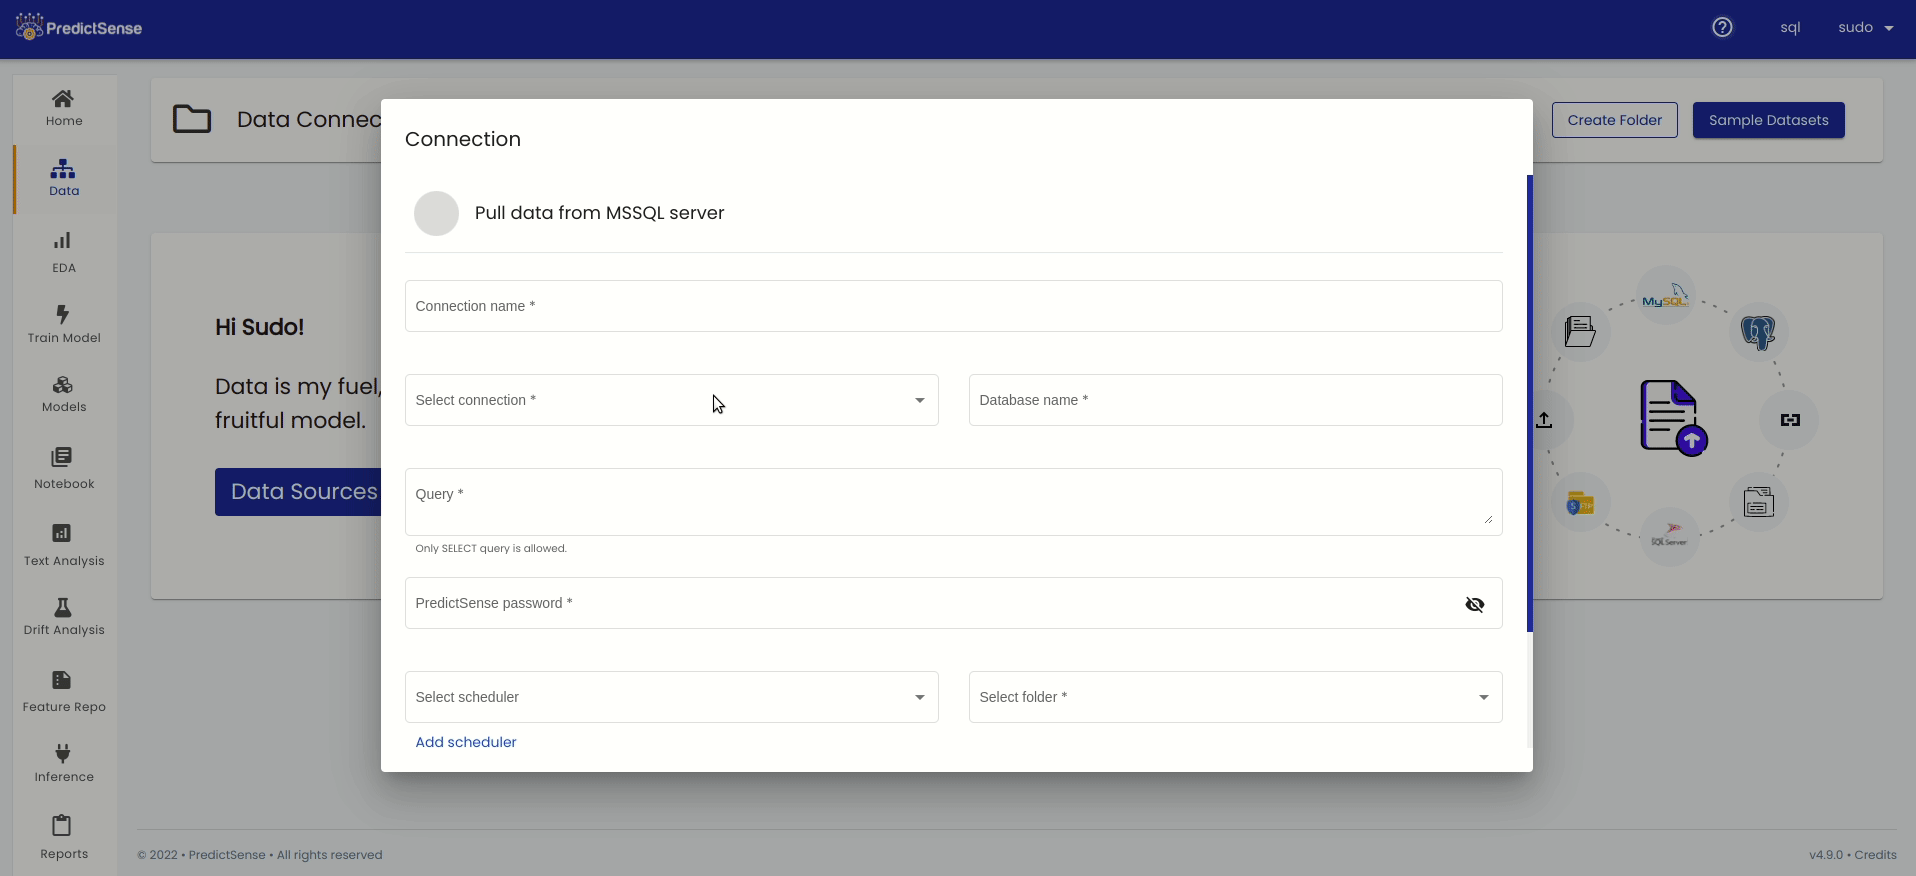 PredictSense
sql
sudo
Home
Data
EDA
Train Model
Models
Notebook
Text Analysis
Drift Analysis
Feature Repo
Inference
Reports
Data Connec
Create Folder
Sample Datasets
Hi Sudo!
Data is my fuel,
fruitful model.
Data Sources
Connection
Pull data from MSSQL server
Connection name *
Select connection *
Database name *
Query *
Only SELECT query is allowed.
PredictSense password *
Select scheduler
Select folder *
Add scheduler
MySQL
FTP
SQL Server
© 2022 • PredictSense • All rights reserved
v4.9.0 • Credits